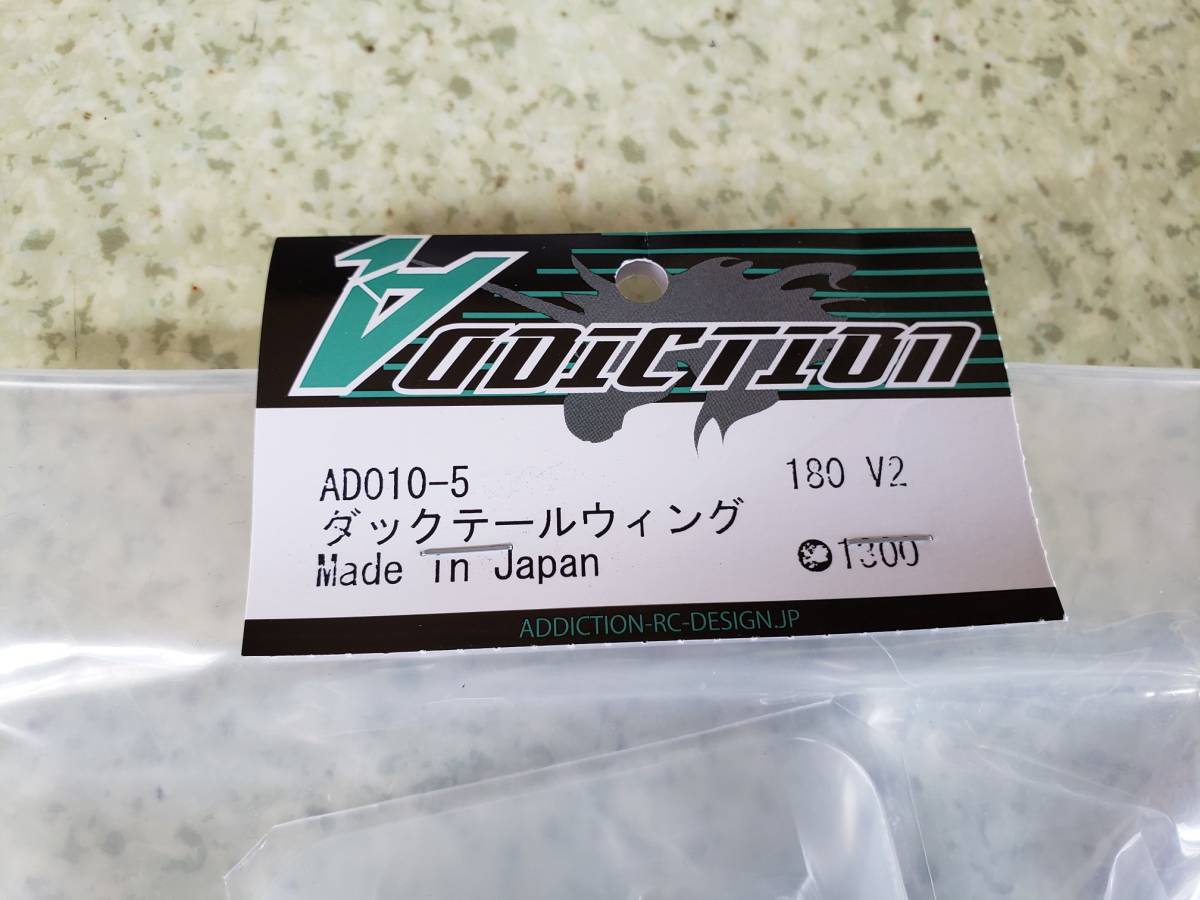 ADDICTION
AD010-5 180 V2
ダックテールウィング
Made in Japan 1300
ADDICTION-RC-DESIGN.JP